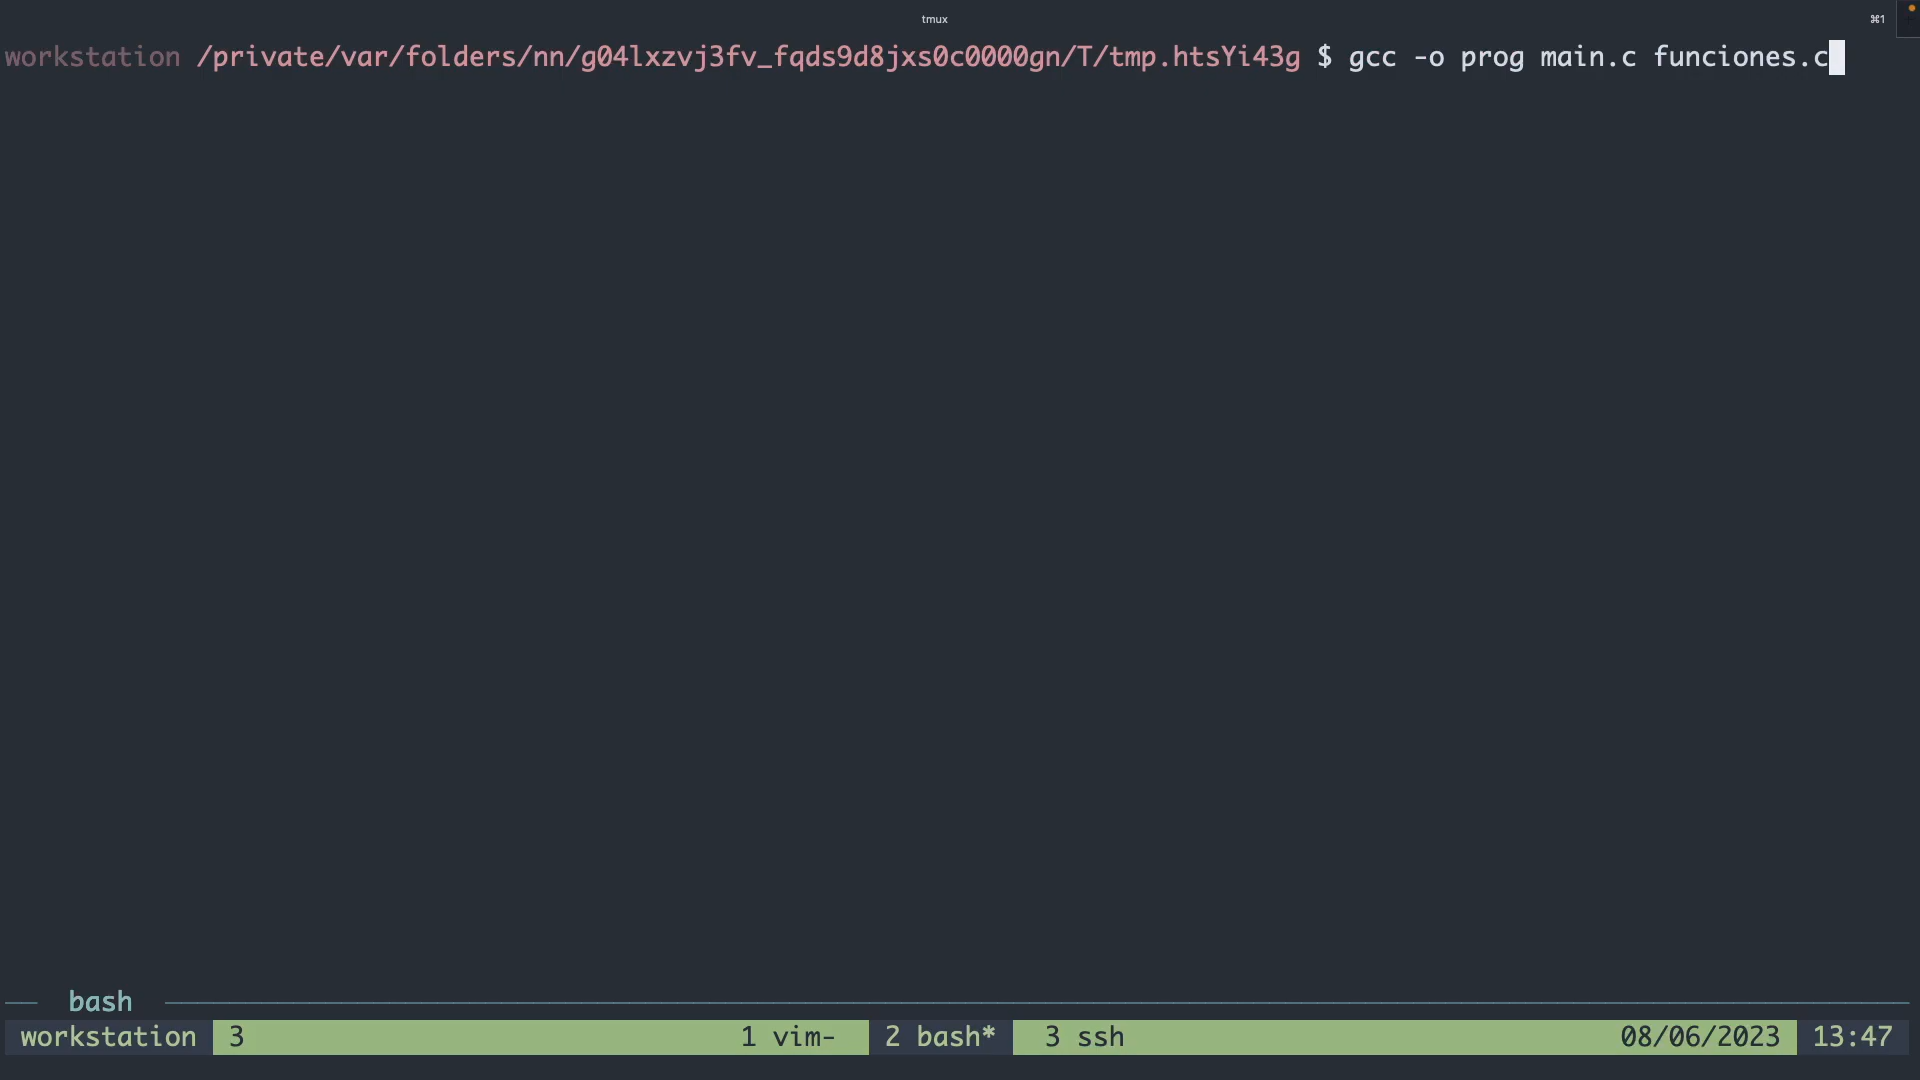 tmux ⌘1
workstation /private/var/folders/nn/g04lxzvj3fv_fqds9d8jxs0c0000gn/T/tmp.htsYi43g $ gcc -o prog main.c funciones.c
bash
workstation 3 1 vim- 2 bash* 3 ssh 08/06/2023 13:47